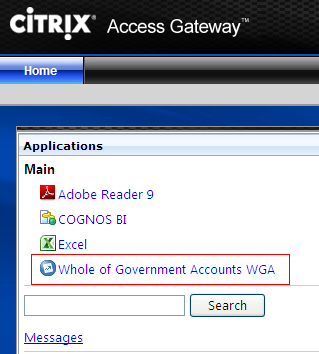 CITRIX® Access Gateway™
Home
Applications
Main
Adobe Reader 9
COGNOS BI
Excel
Whole of Government Accounts WGA
Search
Messages